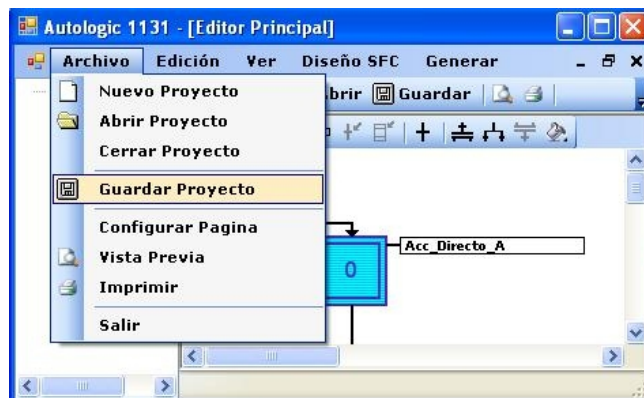 Autologic 1131 - [Editor Principal]
Archivo Edición Ver Diseño SFC Generar
Nuevo Proyecto
brir Guardar
Abrir Proyecto
Cerrar Proyecto
Guardar Proyecto
Configurar Pagina
Acc_Directo_A
Vista Previa
0
Imprimir
Salir